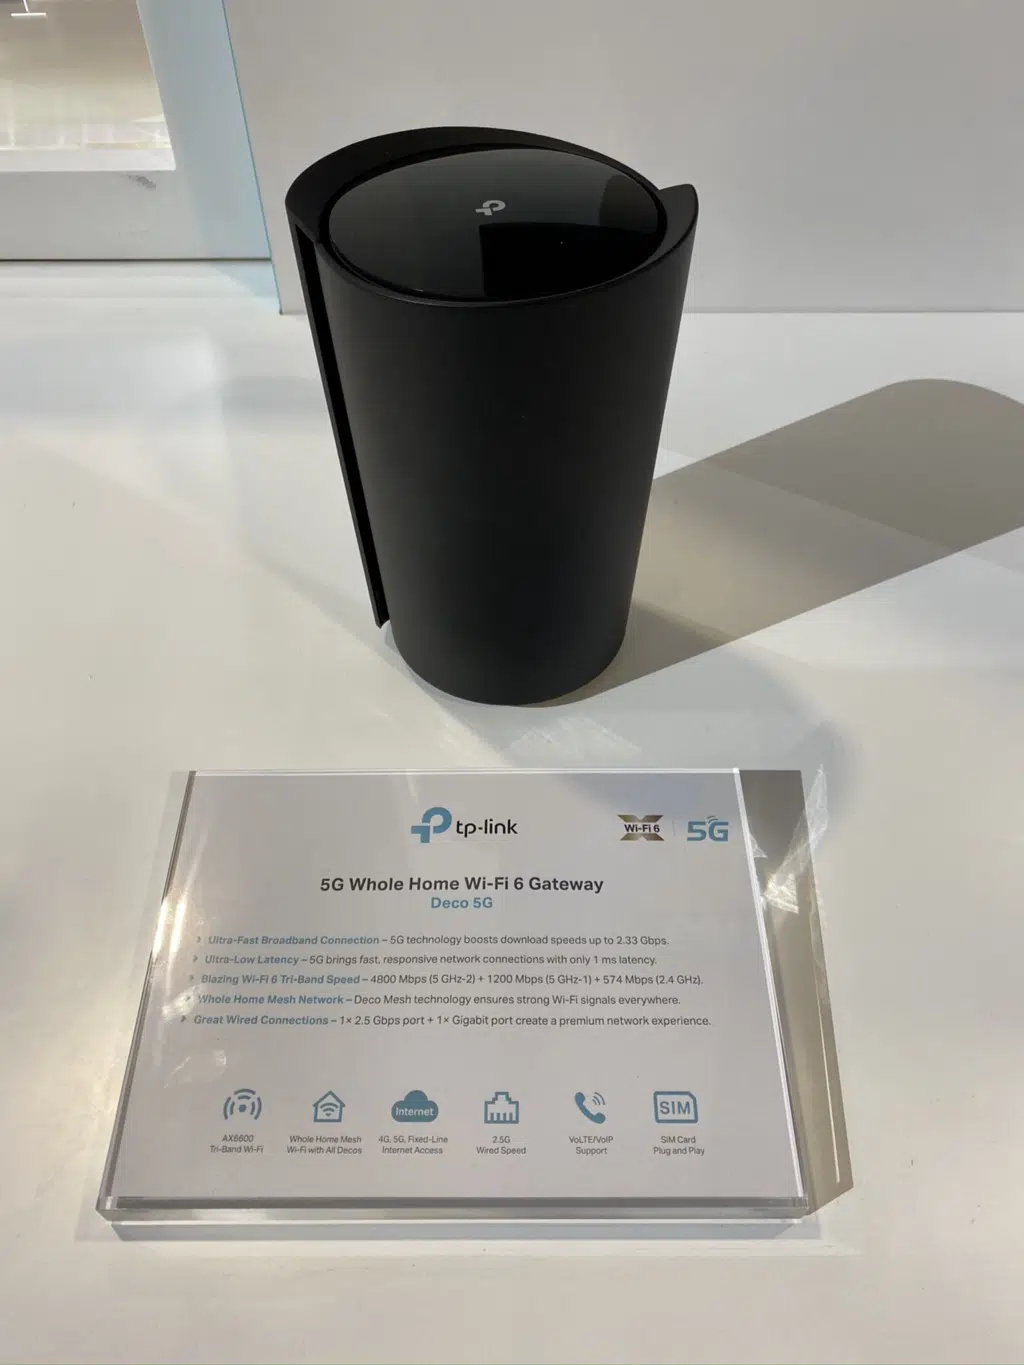 tp-link
Wi-Fi 6
5G
5G Whole Home Wi-Fi 6 Gateway
Deco 5G
Ultra-Fast Broadband Connection – 5G technology boosts download speeds up to 2.33 Gbps.
Ultra-Low Latency – 5G brings fast, responsive network connections with only 1 ms latency.
Blazing Wi-Fi 6 Tri-Band Speed – 4800 Mbps (5 GHz-2) + 1200 Mbps (5 GHz-1) + 574 Mbps (2.4 GHz).
Whole Home Mesh Network – Deco Mesh technology ensures strong Wi-Fi signals everywhere.
Great Wired Connections – 1× 2.5 Gbps port + 1× Gigabit port create a premium network experience.
Internet
SIM
AX6600
Tri-Band Wi-Fi
Whole Home Mesh
Wi-Fi with All Decos
4G, 5G, Fixed-Line
Internet Access
2.5G
Wired Speed
VoLTE/VoIP
Support
SIM Card
Plug and Play